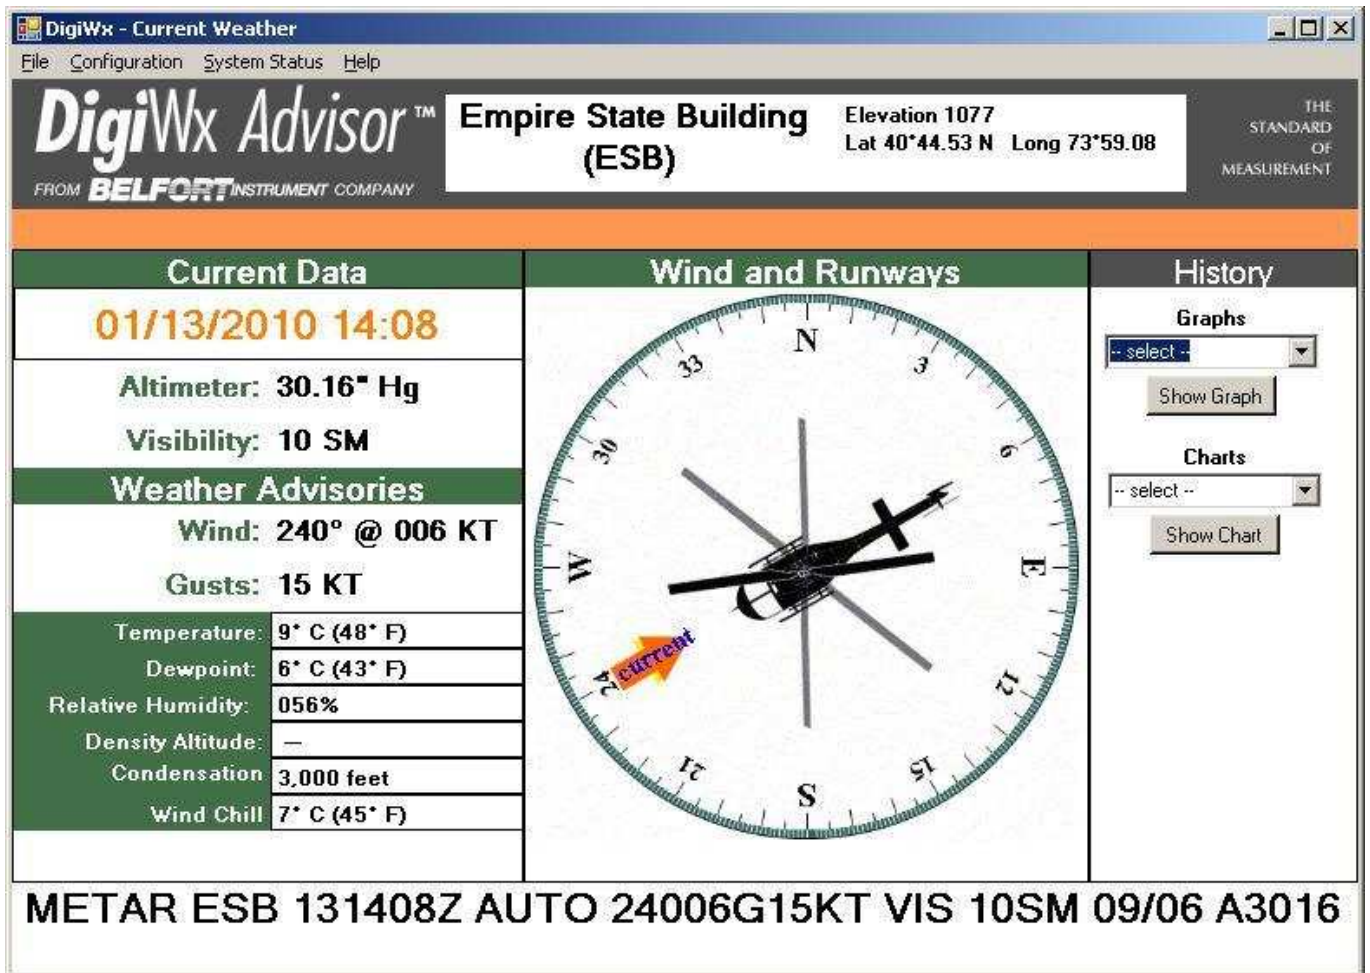 DigiWx - Current Weather
File Configuration System Status Help
DigiWx Advisor™
FROM BELFORT INSTRUMENT COMPANY
Empire State Building
(ESB)
Elevation 1077
Lat 40°44.53 N Long 73°59.08
THE
STANDARD
OF
MEASUREMENT
Current Data
01/13/2010 14:08
Altimeter: 30.16" Hg
Visibility: 10 SM
Weather Advisories
Wind: 240° @ 006 KT
Gusts: 15 KT
Temperature: 9° C (48° F)
Dewpoint: 6° C (43° F)
Relative Humidity: 056%
Density Altitude: —
Condensation 3,000 feet
Wind Chill 7° C (45° F)
Wind and Runways
N
3
6
E
12
15
S
21
24
W
30
33
current
History
Graphs
-- select --
Show Graph
Charts
-- select --
Show Chart
METAR ESB 131408Z AUTO 24006G15KT VIS 10SM 09/06 A3016